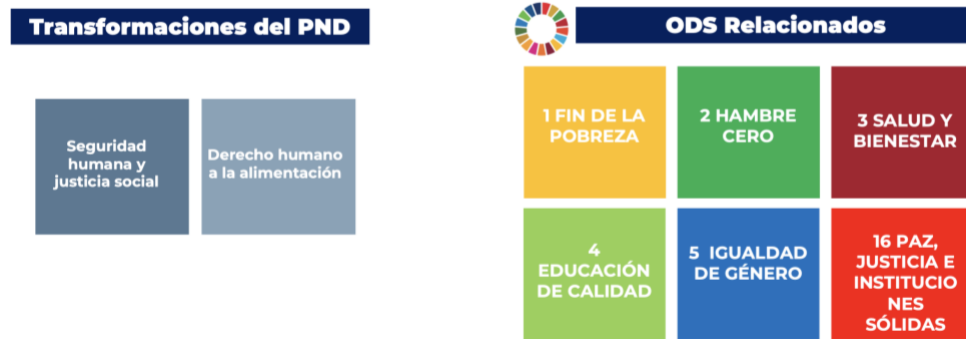 Transformaciones del PND
Seguridad
humana y
justicia social
Derecho humano
a la alimentación
ODS Relacionados
1 FIN DE LA
POBREZA
2 HAMBRE
CERO
3 SALUD Y
BIENESTAR
4
EDUCACIÓN
DE CALIDAD
5 IGUALDAD
DE GÉNERO
16 PAZ,
JUSTICIA E
INSTITUCIO
NES
SÓLIDAS